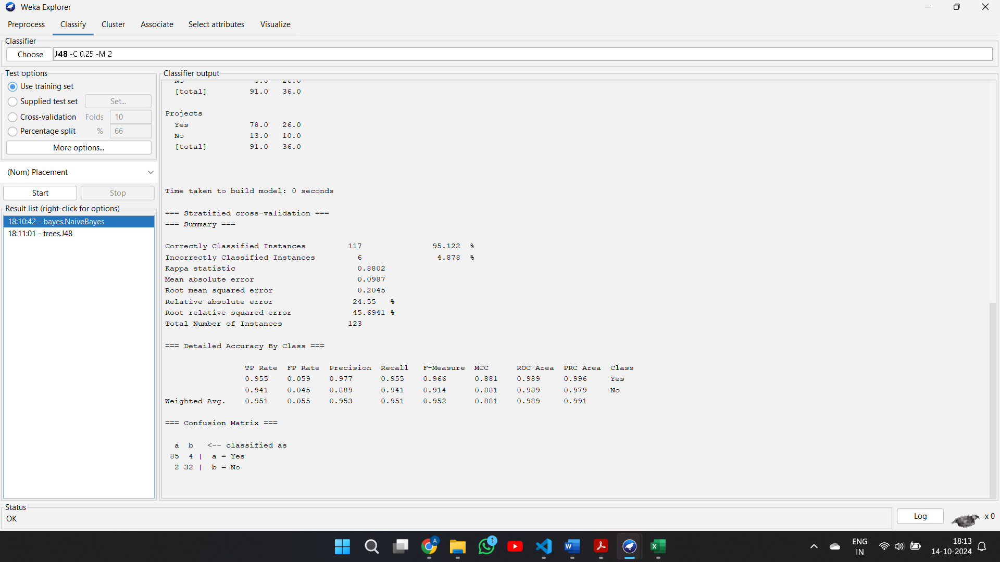 Weka Explorer
Preprocess Classify Cluster Associate Select attributes Visualize
Classifier
Choose J48 -C 0.25 -M 2
Test options
Use training set
Supplied test set Set...
Cross-validation Folds 10
Percentage split % 66
More options...
(Nom) Placement
Start Stop
Result list (right-click for options)
18:10:42 - bayes.NaiveBayes
18:11:01 - trees.J48
Classifier output
No 26.0
[total] 91.0 36.0
Projects
Yes 78.0 26.0
No 13.0 10.0
[total] 91.0 36.0
Time taken to build model: 0 seconds
=== Stratified cross-validation ===
=== Summary ===
Correctly Classified Instances 117 95.122 %
Incorrectly Classified Instances 6 4.878 %
Kappa statistic 0.8802
Mean absolute error 0.0987
Root mean squared error 0.2045
Relative absolute error 24.55 %
Root relative squared error 45.6941 %
Total Number of Instances 123
=== Detailed Accuracy By Class ===
TP Rate FP Rate Precision Recall F-Measure MCC ROC Area PRC Area Class
0.955 0.059 0.977 0.955 0.966 0.881 0.989 0.996 Yes
0.941 0.045 0.889 0.941 0.914 0.881 0.989 0.979 No
Weighted Avg. 0.951 0.055 0.953 0.951 0.952 0.881 0.989 0.991
=== Confusion Matrix ===
a b <-- classified as
85 4 | a = Yes
2 32 | b = No
Status
OK
Log x 0
A
1
W
X
ENG
IN
18:13
14-10-2024